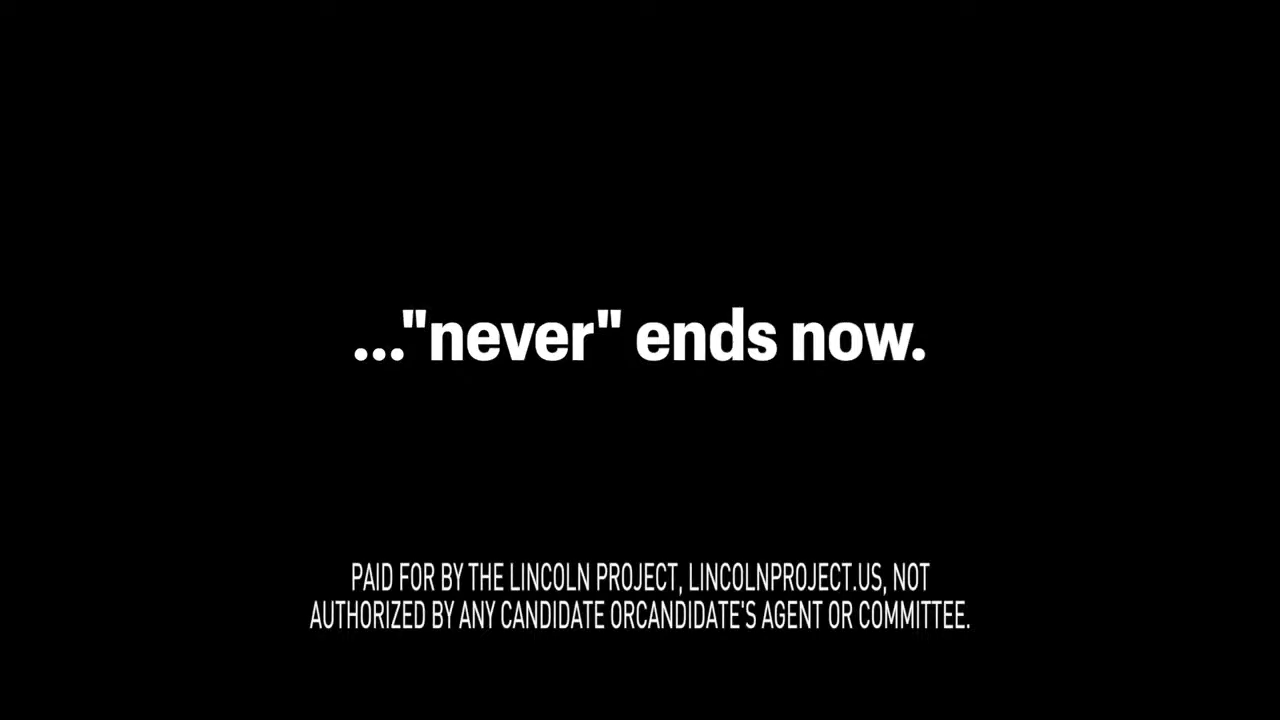 ..."never" ends now.
PAID FOR BY THE LINCOLN PROJECT, LINCOLNPROJECT.US, NOT
AUTHORIZED BY ANY CANDIDATE ORCANDIDATE'S AGENT OR COMMITTEE.